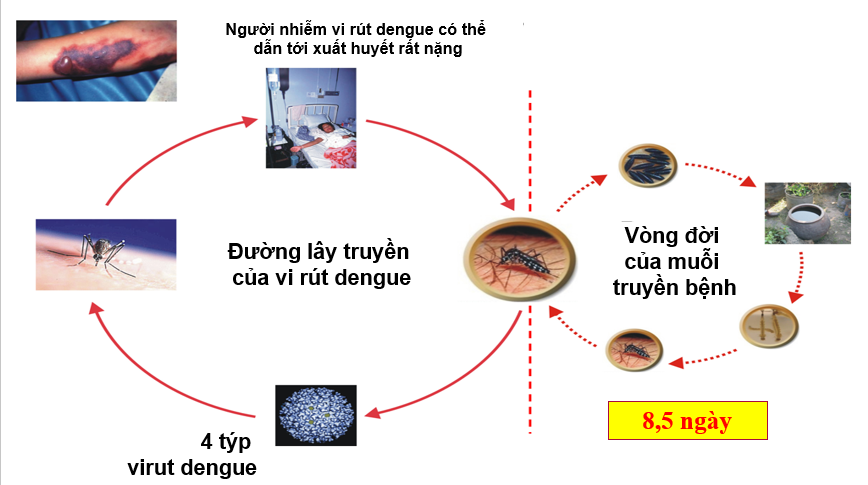 Người nhiễm vi rút dengue có thể
dẫn tới xuất huyết rất nặng
Đường lây truyền
của vi rút dengue
Vòng đời
của muỗi
truyền bệnh
4 týp
virut dengue
8,5 ngày